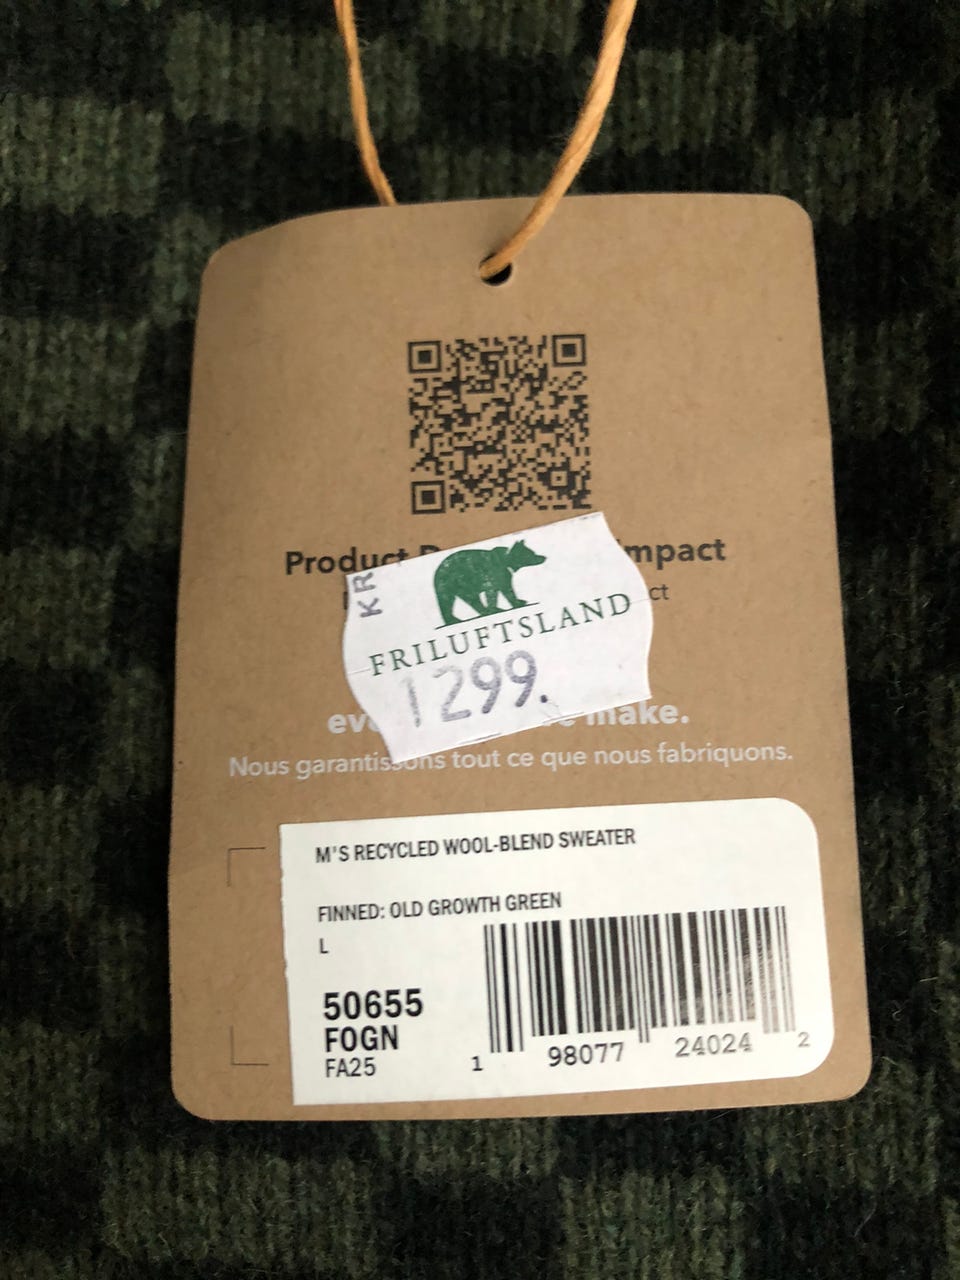 Product
mpact
ct
KR
FRILUFTSLAND
1299.
make.
Nous garantissons tout ce que nous fabriquons.
M'S RECYCLED WOOL-BLEND SWEATER
FINNED: OLD GROWTH GREEN
L
50655
FOGN
FA25
1 98077 24024 2